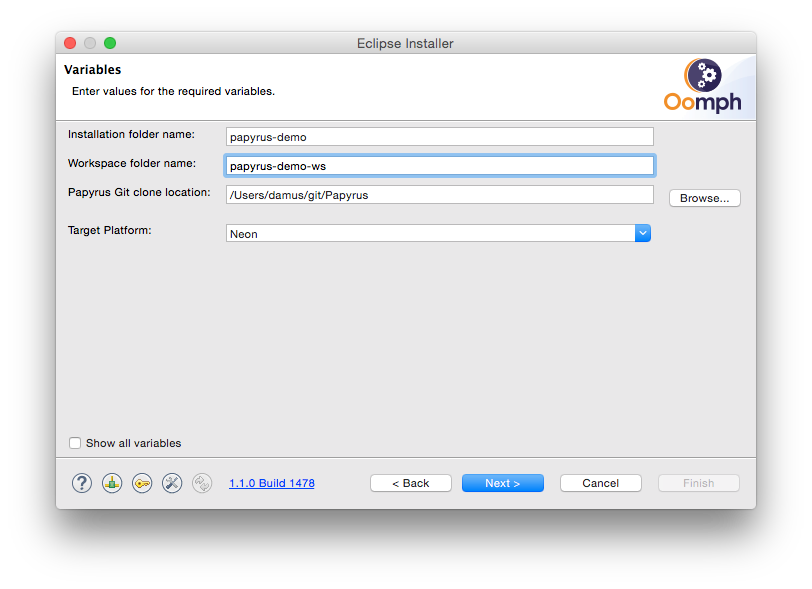 Eclipse Installer
Variables
Enter values for the required variables.
Oomph
Installation folder name: papyrus-demo
Workspace folder name: papyrus-demo-ws
Papyrus Git clone location: /Users/damus/git/Papyrus Browse...
Target Platform: Neon
Show all variables
? 1.1.0 Build 1478 < Back Next > Cancel Finish